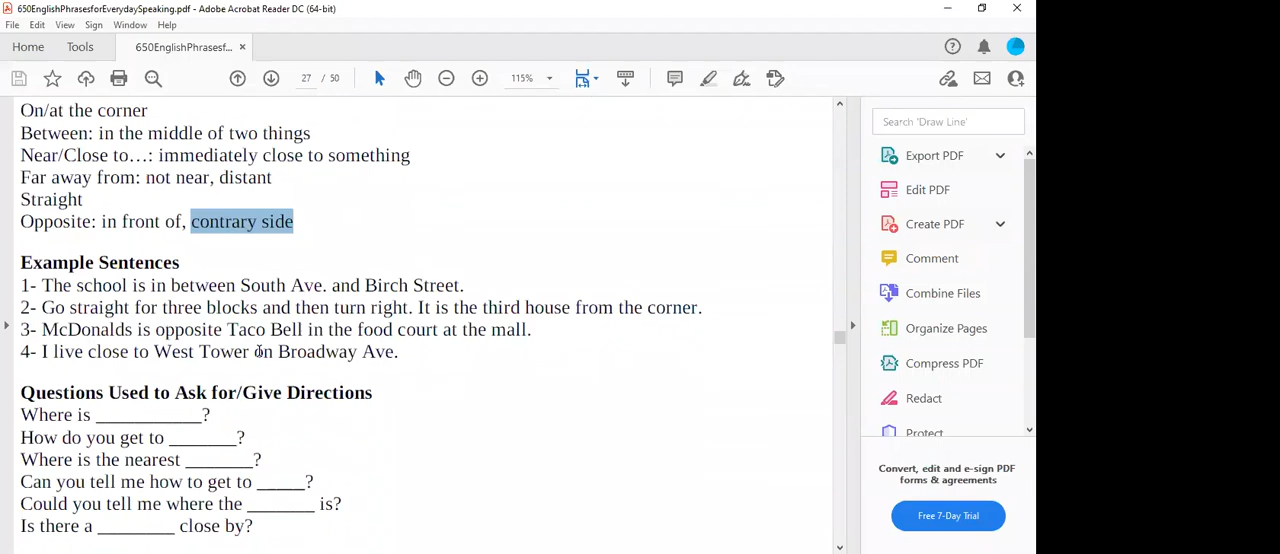 650EnglishPhrasesforEverydaySpeaking.pdf - Adobe Acrobat Reader DC (64-bit)
File Edit View Sign Window Help
Home Tools 650EnglishPhrasesf... ×
27 / 50 115%
On/at the corner
Between: in the middle of two things
Near/Close to…: immediately close to something
Far away from: not near, distant
Straight
Opposite: in front of, contrary side
Example Sentences
1- The school is in between South Ave. and Birch Street.
2- Go straight for three blocks and then turn right. It is the third house from the corner.
3- McDonalds is opposite Taco Bell in the food court at the mall.
4- I live close to West Tower on Broadway Ave.
Questions Used to Ask for/Give Directions
Where is ___________?
How do you get to _______?
Where is the nearest _______?
Can you tell me how to get to _____?
Could you tell me where the _______ is?
Is there a ________ close by?
Search 'Draw Line'
Export PDF
Edit PDF
Create PDF
Comment
Combine Files
Organize Pages
Compress PDF
Redact
Protect
Convert, edit and e-sign PDF
forms & agreements
Free 7-Day Trial